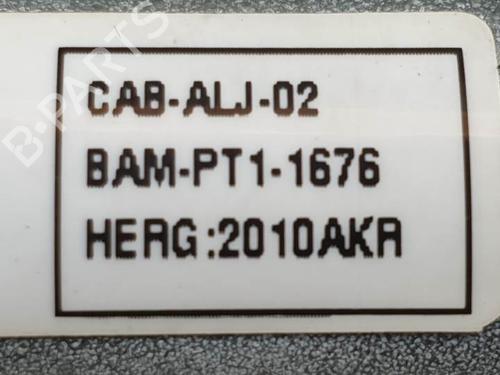 B-PARTS
CAB-ALJ-02
BAM-PT1-1676
HERG:2010AKR